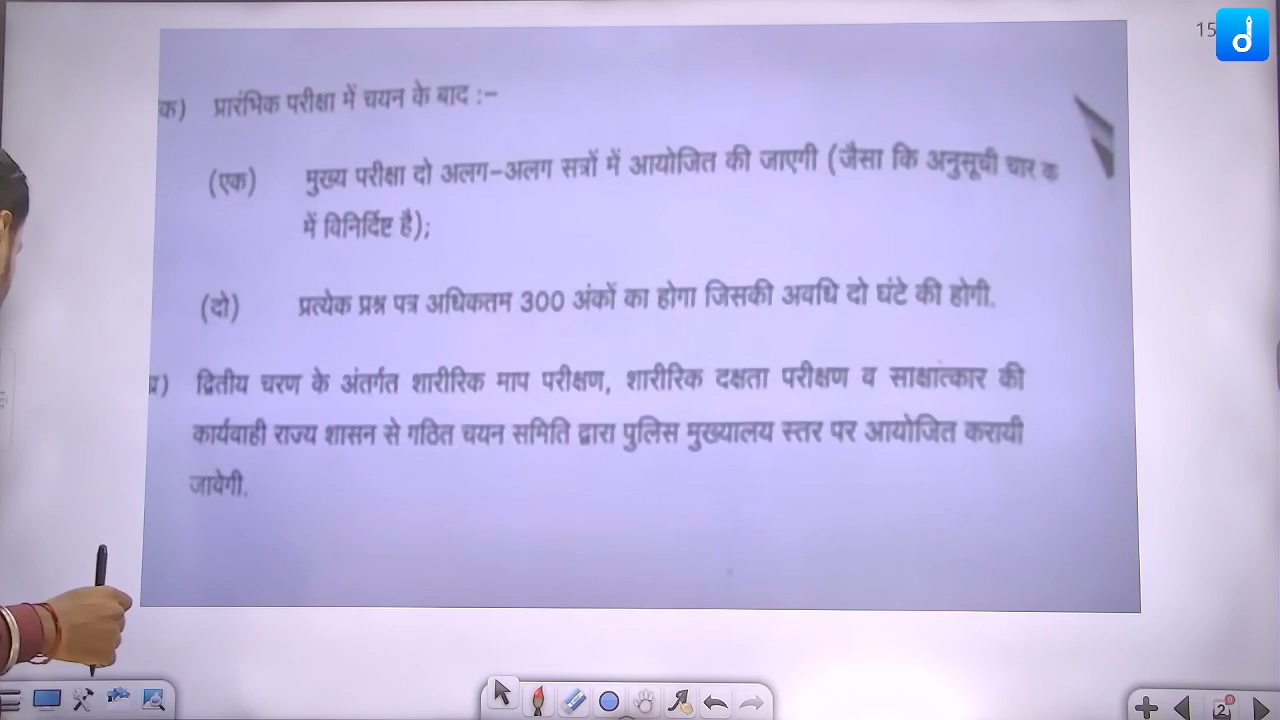 क) प्रारंभिक परीक्षा में चयन के बाद :-
(एक) मुख्य परीक्षा दो अलग-अलग सत्रों में आयोजित की जाएगी (जैसा कि अनुसूची चार क
में विनिर्दिष्ट है);
(दो) प्रत्येक प्रश्न पत्र अधिकतम 300 अंकों का होगा जिसकी अवधि दो घंटे की होगी.
द्वितीय चरण के अंतर्गत शारीरिक माप परीक्षण, शारीरिक दक्षता परीक्षण व साक्षात्कार की
कार्यवाही राज्य शासन से गठित चयन समिति द्वारा पुलिस मुख्यालय स्तर पर आयोजित करायी
जावेगी.
15
2